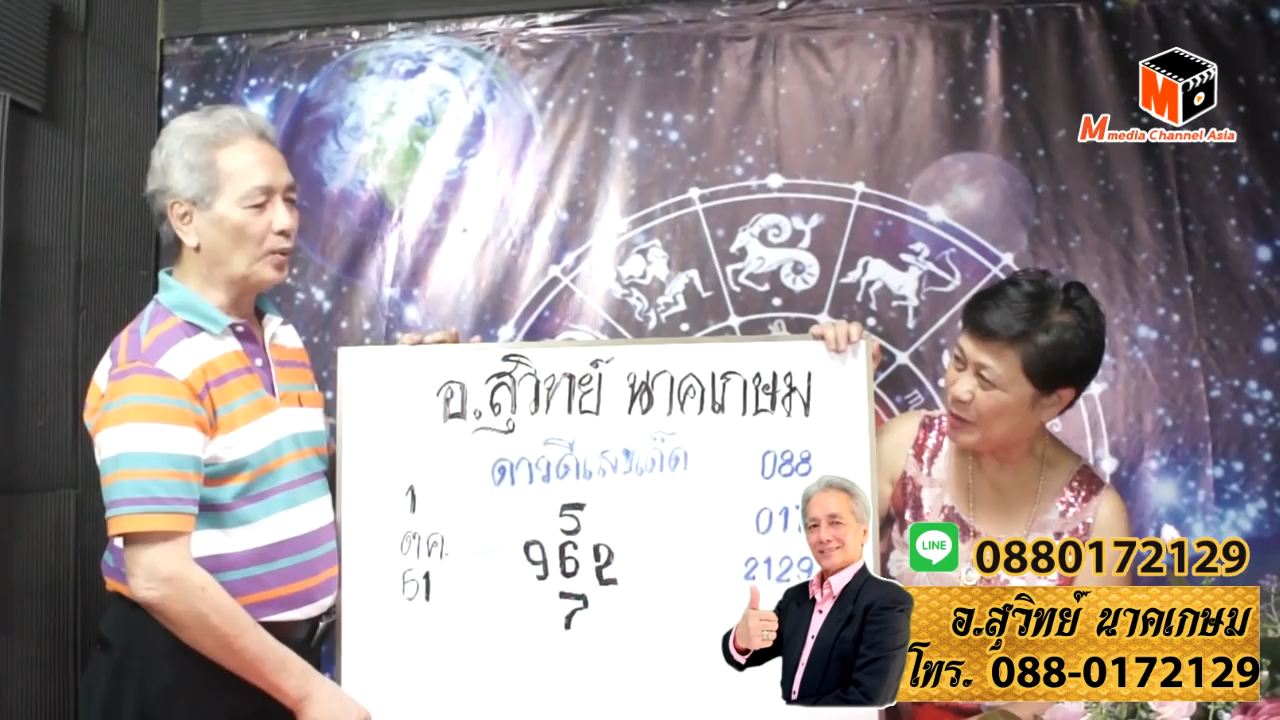 M
Mmedia Channel Asia
อ.สุวิทย์ นาคเกษม
ดาวดีเลขเด็ด
088
1
5
017
ตค.
962
2129
61
7
LINE
0880172129
อ.สุวิทย์ นาคเกษม
โทร. 088-0172129